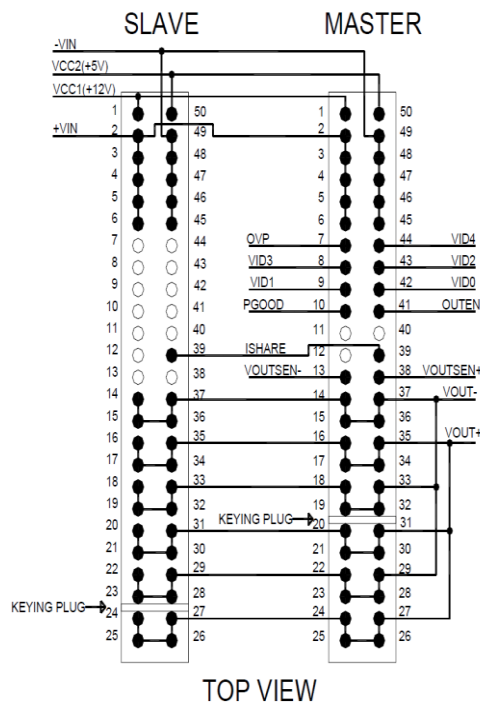 SLAVE MASTER
-VIN
VCC2(+5V)
VCC1(+12V)
1 50 1 50
+VIN 2 49 2 49
3 48 3 48
4 47 4 47
5 46 5 46
6 45 6 45
7 44 OVP 7 44 VID4
8 43 VID3 8 43 VID2
9 42 VID1 9 42 VID0
10 41 PGOOD 10 41 OUTEN
11 40 11 40
12 39 ISHARE 12 39
13 38 VOUTSEN- 13 38 VOUTSEN+
14 37 14 37 VOUT-
15 36 15 36
16 35 16 35 VOUT+
17 34 17 34
18 33 18 33
19 32 19 32
KEYING PLUG
20 31 20 31
21 30 21 30
22 29 22 29
23 28 23 28
KEYING PLUG
24 27 24 27
25 26 25 26
TOP VIEW